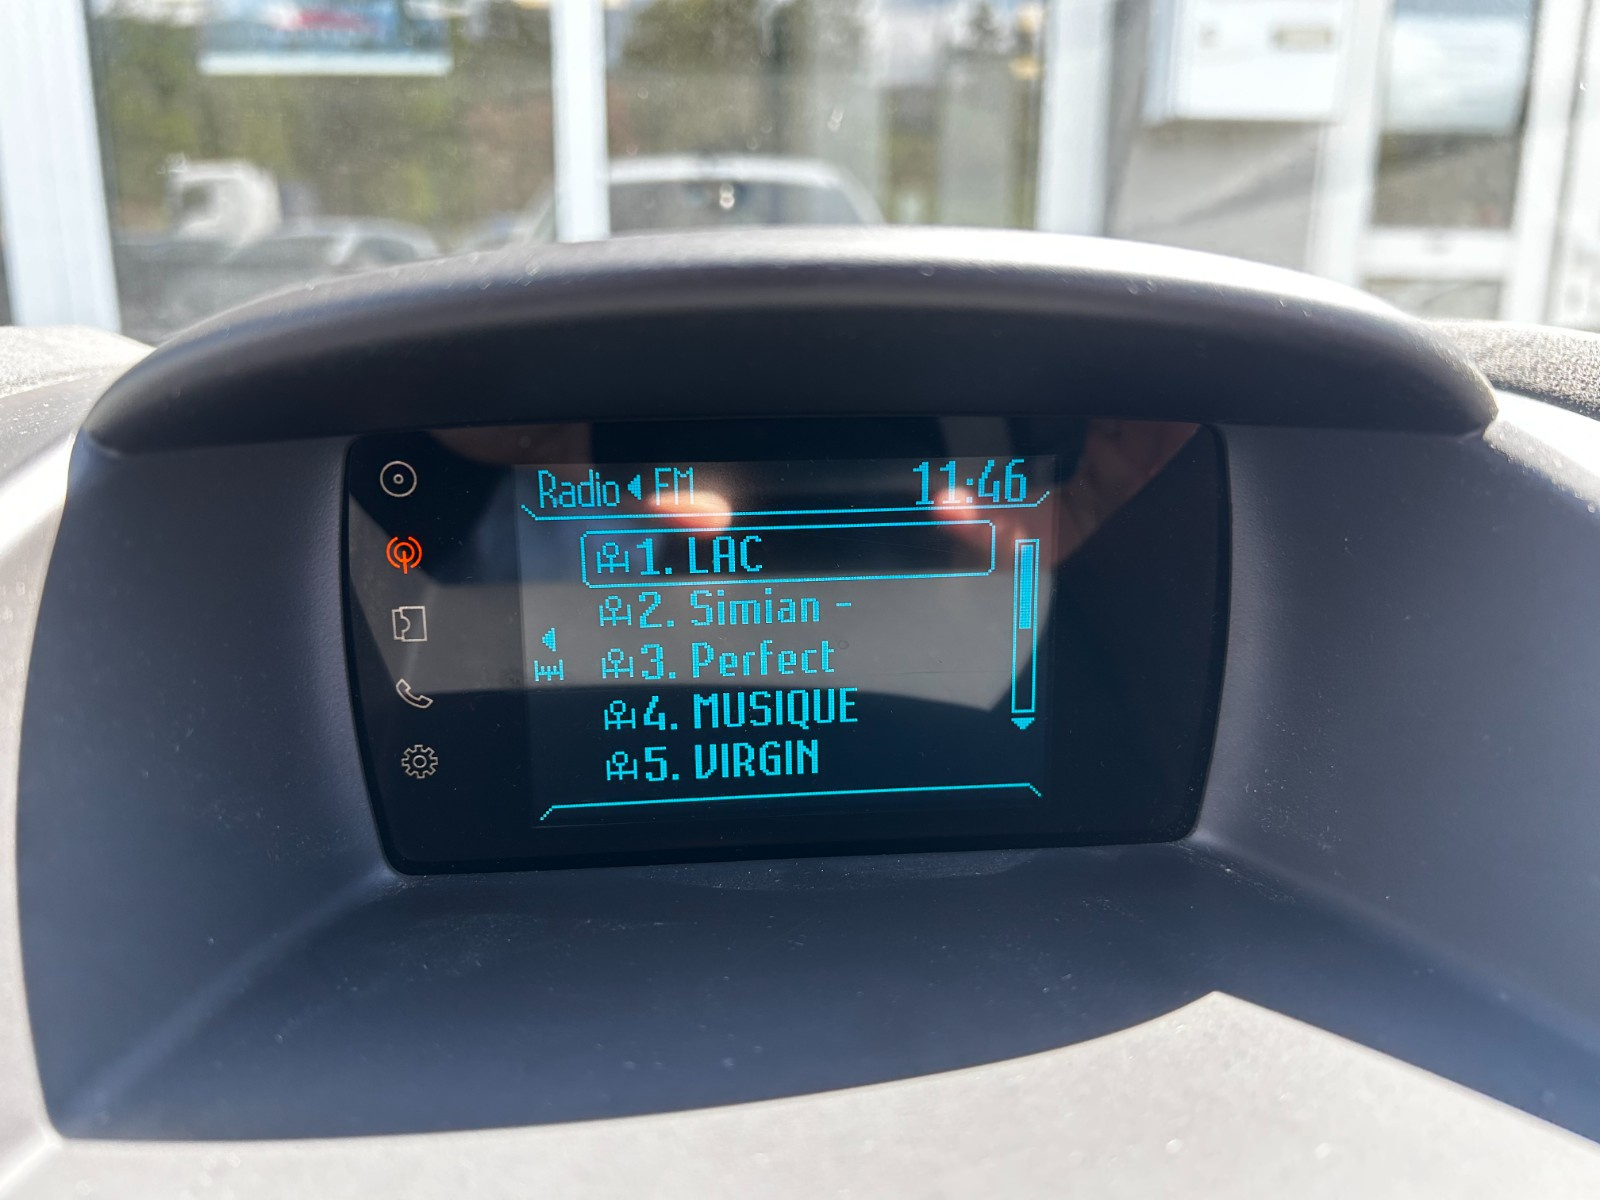 Radio FM 11:46
1. LAC
2. Simian -
3. Perfect
4. MUSIQUE
5. VIRGIN